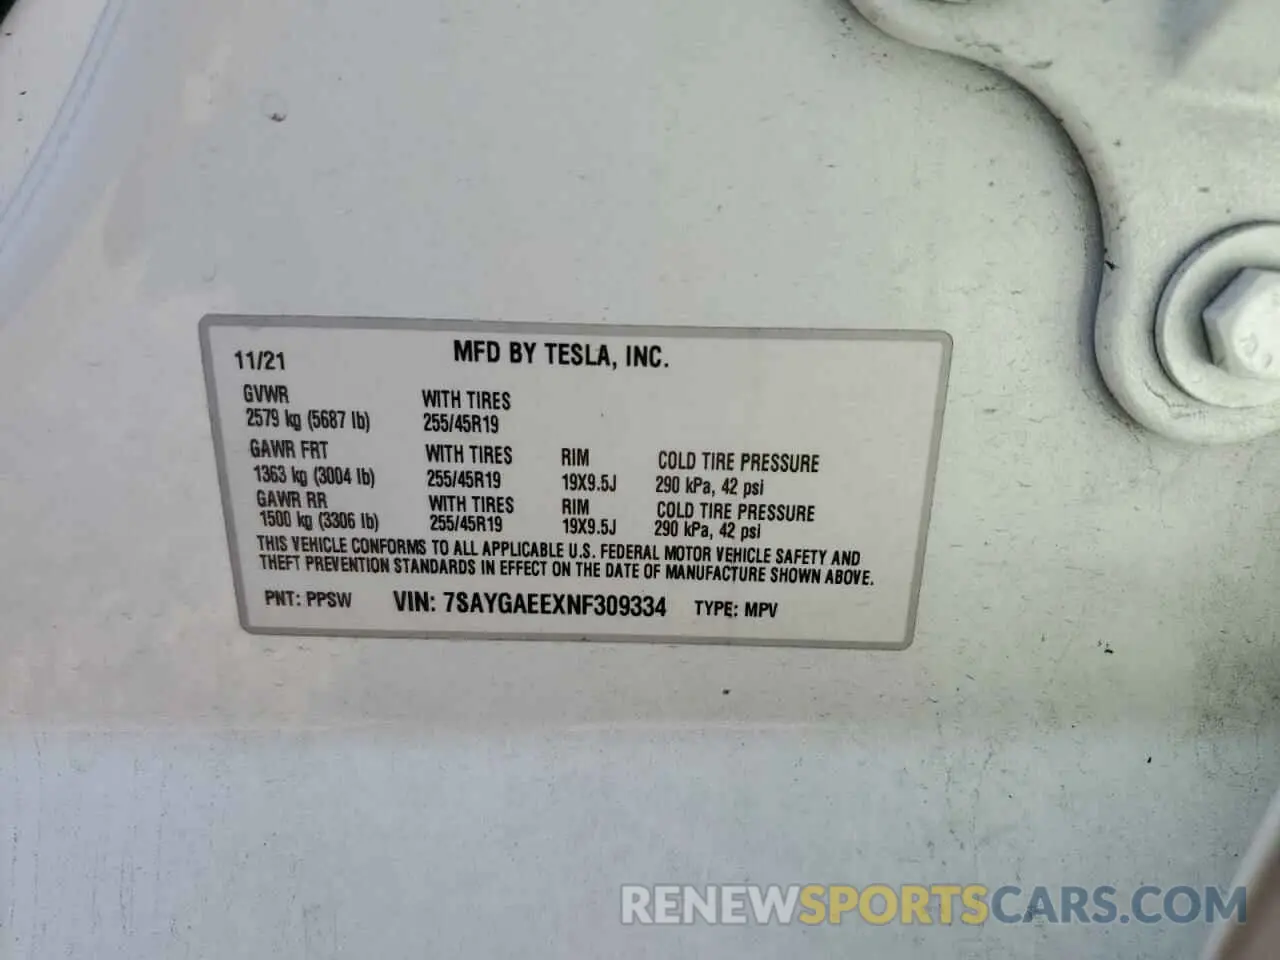 11/21 MFD BY TESLA, INC.
GVWR WITH TIRES
2579 kg (5687 lb) 255/45R19
GAWR FRT WITH TIRES RIM COLD TIRE PRESSURE
1363 kg (3004 lb) 255/45R19 19X9.5J 290 kPa, 42 psi
GAWR RR WITH TIRES RIM COLD TIRE PRESSURE
1500 kg (3306 lb) 255/45R19 19X9.5J 290 kPa, 42 psi
THIS VEHICLE CONFORMS TO ALL APPLICABLE U.S. FEDERAL MOTOR VEHICLE SAFETY AND
THEFT PREVENTION STANDARDS IN EFFECT ON THE DATE OF MANUFACTURE SHOWN ABOVE.
PNT: PPSW VIN: 7SAYGAEEXNF309334 TYPE: MPV
RENEWSPORTSCARS.COM